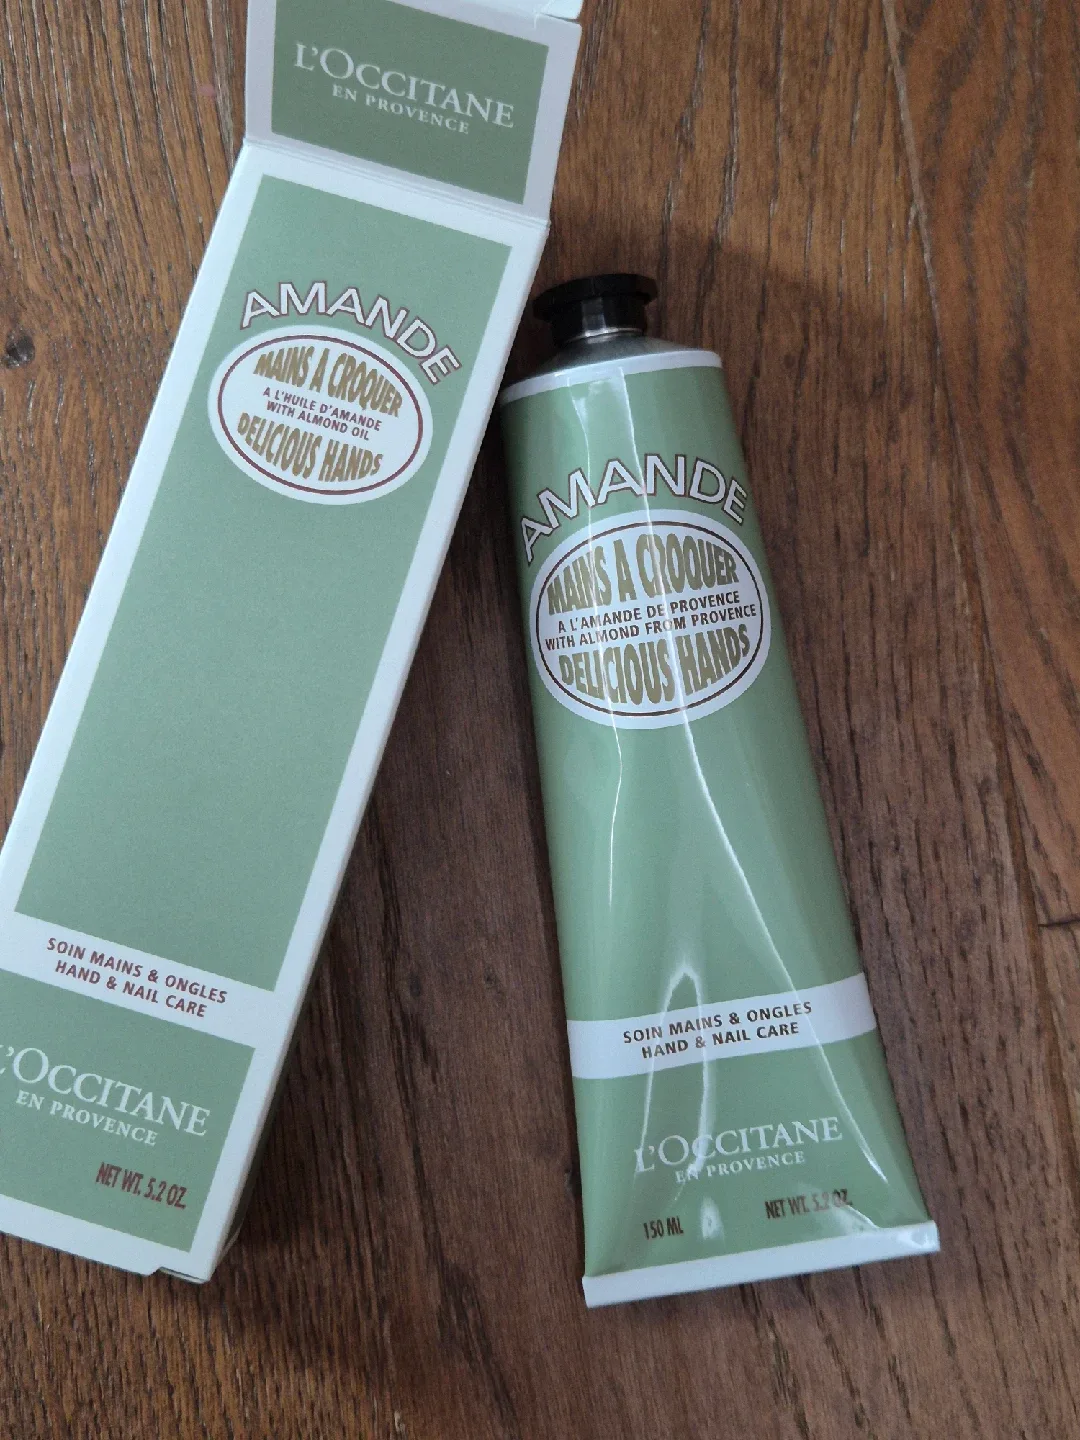 L'OCCITANE
EN PROVENCE
AMANDE
MAINS A CROQUER
A L'HUILE D'AMANDE
WITH ALMOND OIL
DELICIOUS HANDS
SOIN MAINS & ONGLES
HAND & NAIL CARE
L'OCCITANE
EN PROVENCE
NET WT. 5.2 OZ.
AMANDE
MAINS A CROQUER
A L'AMANDE DE PROVENCE
WITH ALMOND FROM PROVENCE
DELICIOUS HANDS
SOIN MAINS & ONGLES
HAND & NAIL CARE
L'OCCITANE
EN PROVENCE
150 ML NET WT. 5.2 OZ.